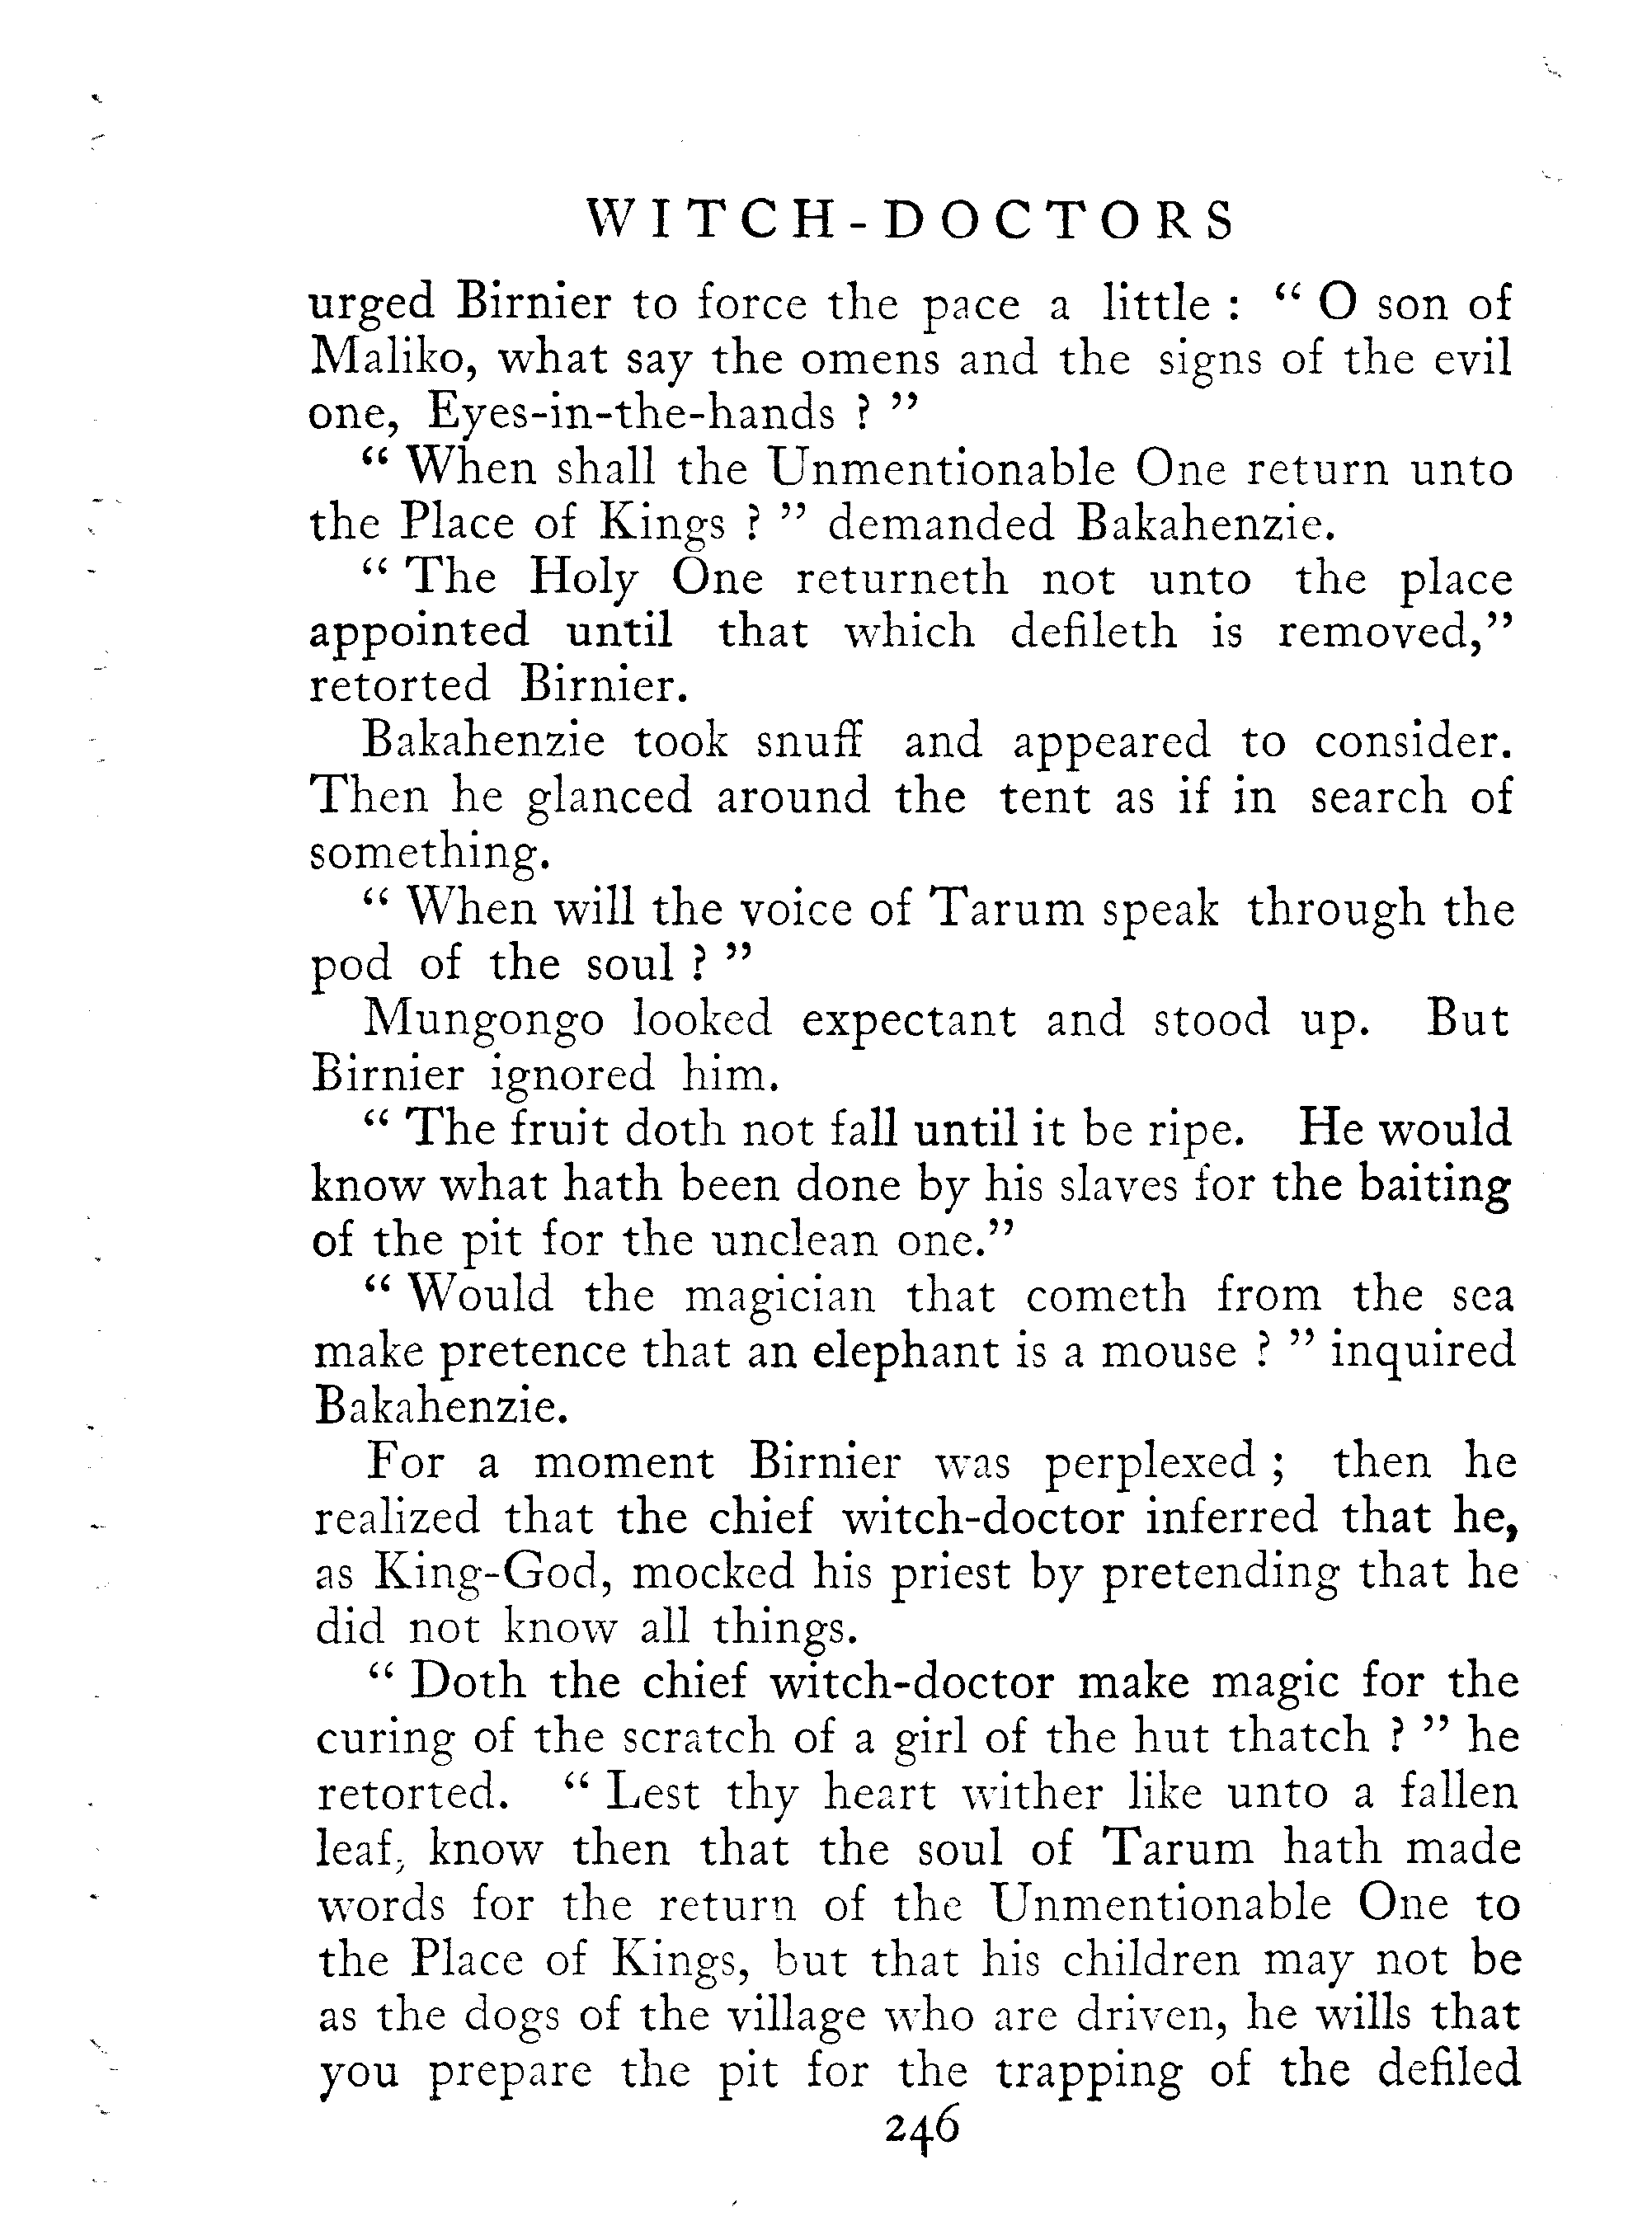 WITCH-DOCTORS
urged Birnier to force the pace a little : “ O son of
Maliko, what say the omens and the signs of the evil
one, Eyes-in-the-hands ? ”
“ When shall the Unmentionable One return unto
the Place of Kings ? ” demanded Bakahenzie.
“ The Holy One returneth not unto the place
appointed until that which defileth is removed,”
retorted Birnier.
Bakahenzie took snuff and appeared to consider.
Then he glanced around the tent as if in search of
something.
“ When will the voice of Tarum speak through the
pod of the soul ? ”
Mungongo looked expectant and stood up. But
Birnier ignored him.
“ The fruit doth not fall until it be ripe. He would
know what hath been done by his slaves for the baiting
of the pit for the unclean one.”
“ Would the magician that cometh from the sea
make pretence that an elephant is a mouse ? ” inquired
Bakahenzie.
For a moment Birnier was perplexed ; then he
realized that the chief witch-doctor inferred that he,
as King-God, mocked his priest by pretending that he
did not know all things.
“ Doth the chief witch-doctor make magic for the
curing of the scratch of a girl of the hut thatch ? ” he
retorted. “ Lest thy heart wither like unto a fallen
leaf, know then that the soul of Tarum hath made
words for the return of the Unmentionable One to
the Place of Kings, but that his children may not be
as the dogs of the village who are driven, he wills that
you prepare the pit for the trapping of the defiled
246